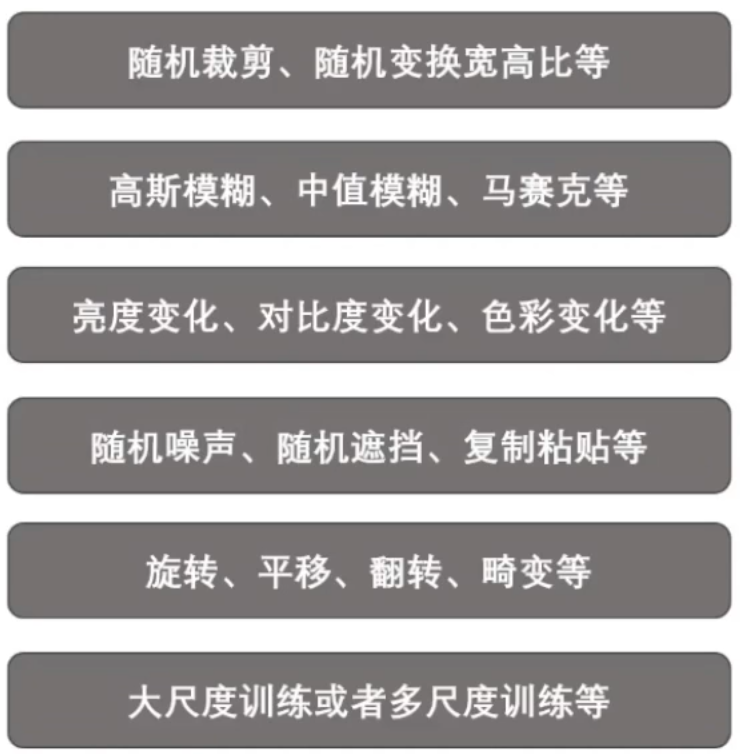 随机裁剪、随机变换宽高比等
高斯模糊、中值模糊、马赛克等
亮度变化、对比度变化、色彩变化等
随机噪声、随机遮挡、复制粘贴等
旋转、平移、翻转、畸变等
大尺度训练或者多尺度训练等